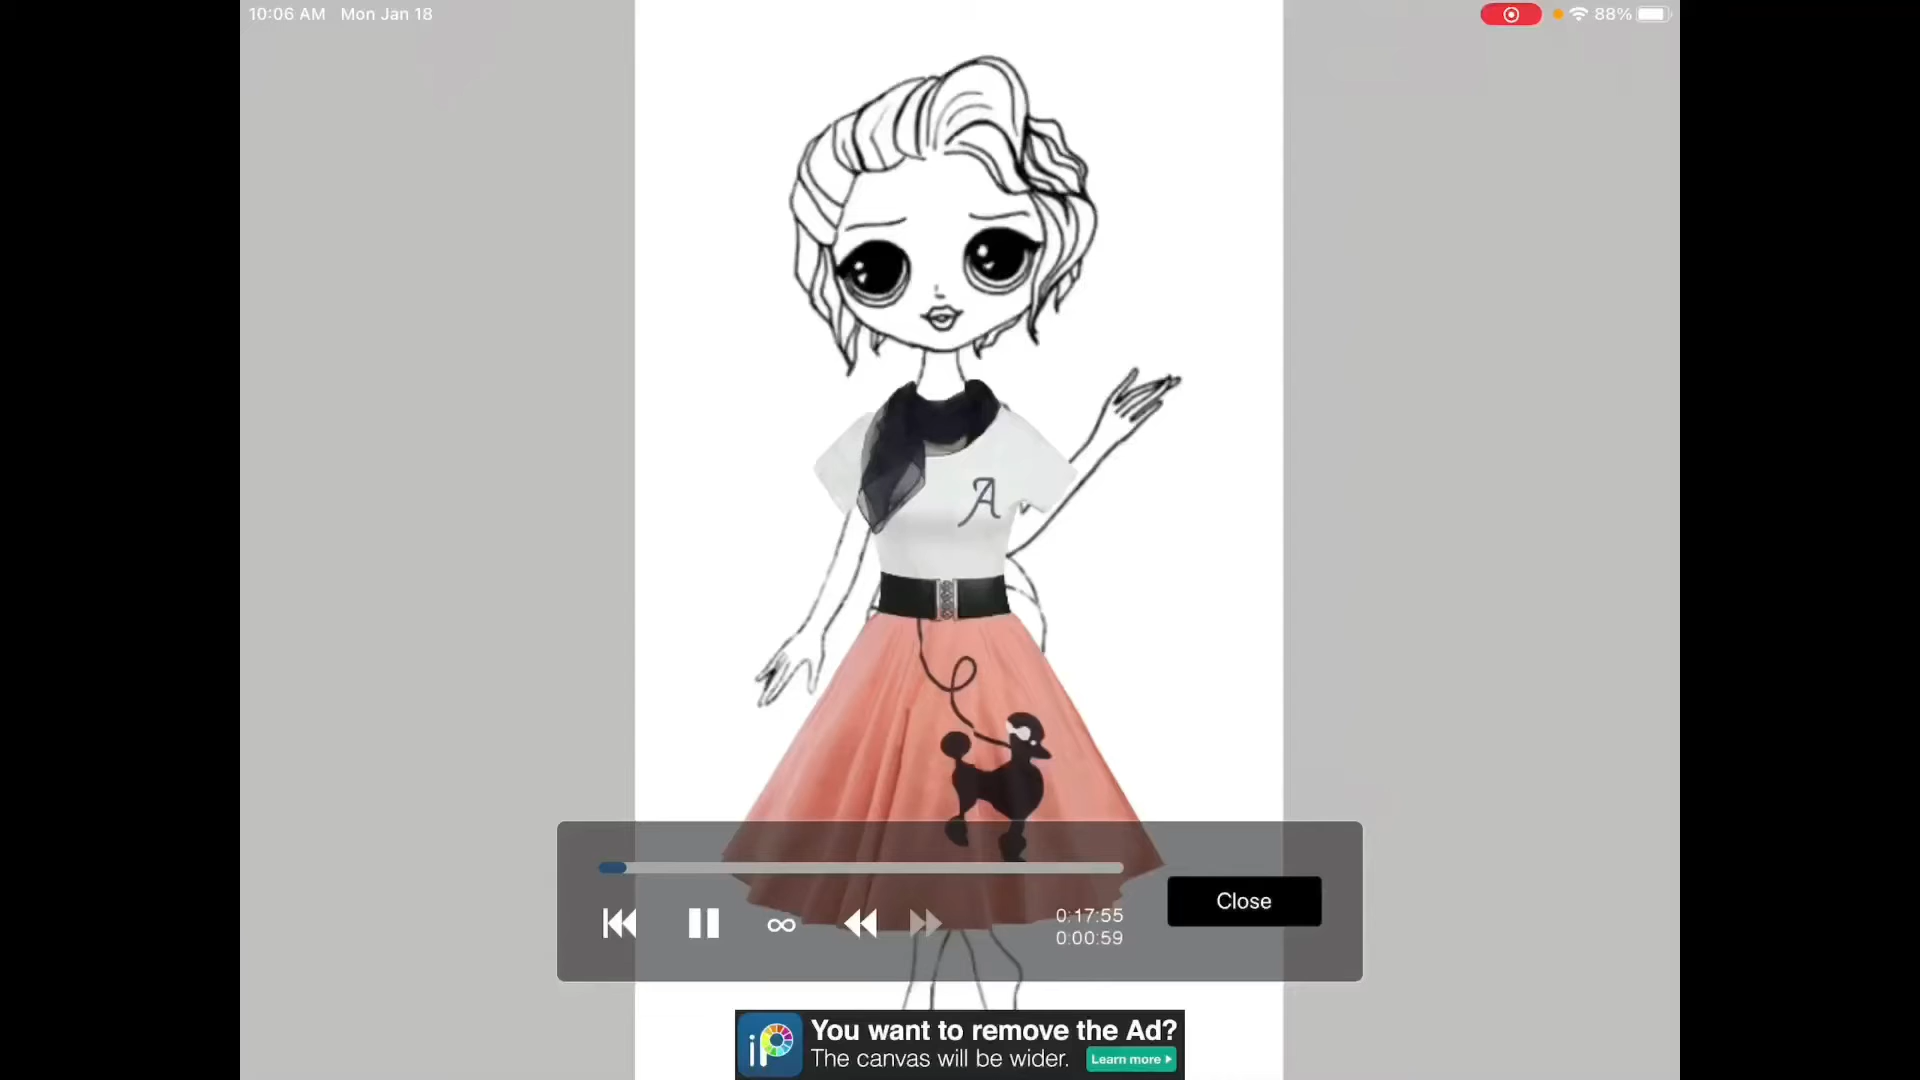 10:06 AM Mon Jan 18
88%
A
0:17:55
0:00:59
Close
iP
You want to remove the Ad?
The canvas will be wider.
Learn more